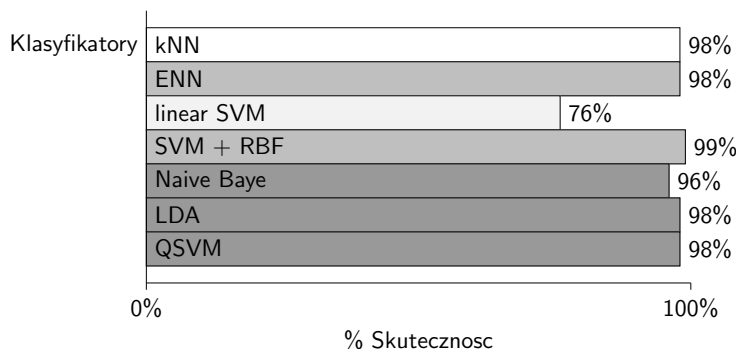 Klasyfikatory
kNN 98%
ENN 98%
linear SVM 76%
SVM + RBF 99%
Naive Baye 96%
LDA 98%
QSVM 98%
0% 100%
% Skutecznosc